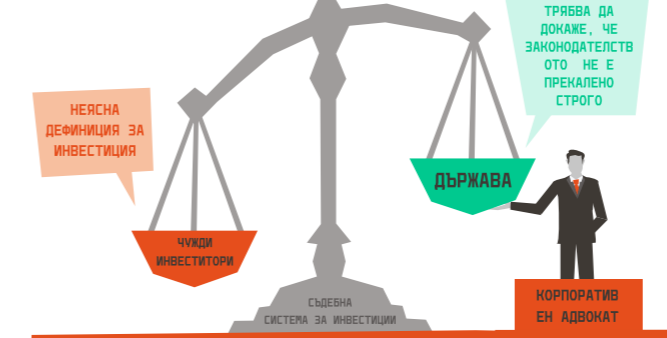 ТРЯБВА ДА
ДОКАЖЕ, ЧЕ
ЗАКОНОДАТЕЛСТВ
ОТО НЕ Е
ПРЕКАЛЕНО
СТРОГО
НЕЯСНА
ДЕФИНИЦИЯ ЗА
ИНВЕСТИЦИЯ
ДЪРЖАВА
ЧУЖДИ
ИНВЕСТИТОРИ
СЪДЕБНА
СИСТЕМА ЗА ИНВЕСТИЦИИ
КОРПОРАТИВ
ЕН АДВОКАТ